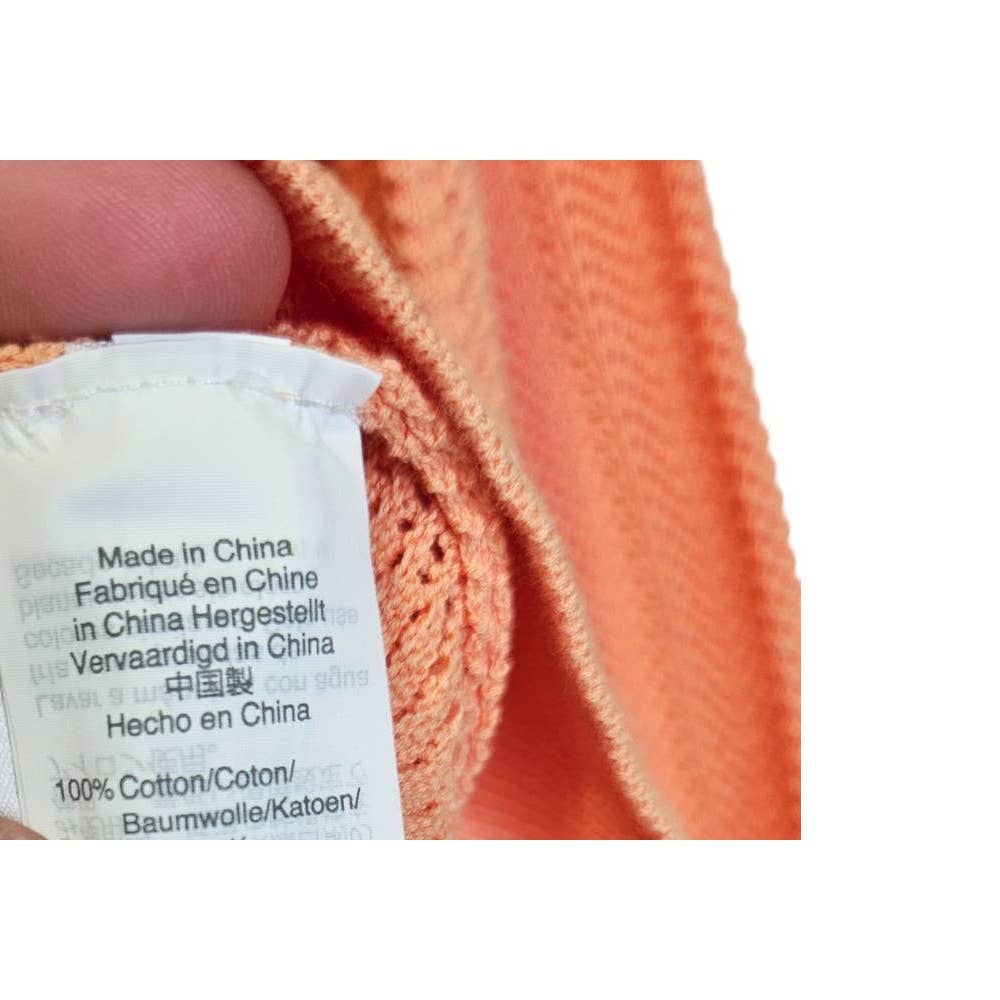 Made in China
Fabriqué en Chine
in China Hergestellt
Vervaardigd in China
中国製
Hecho en China
100% Cotton/Coton/
Baumwolle/Katoen/